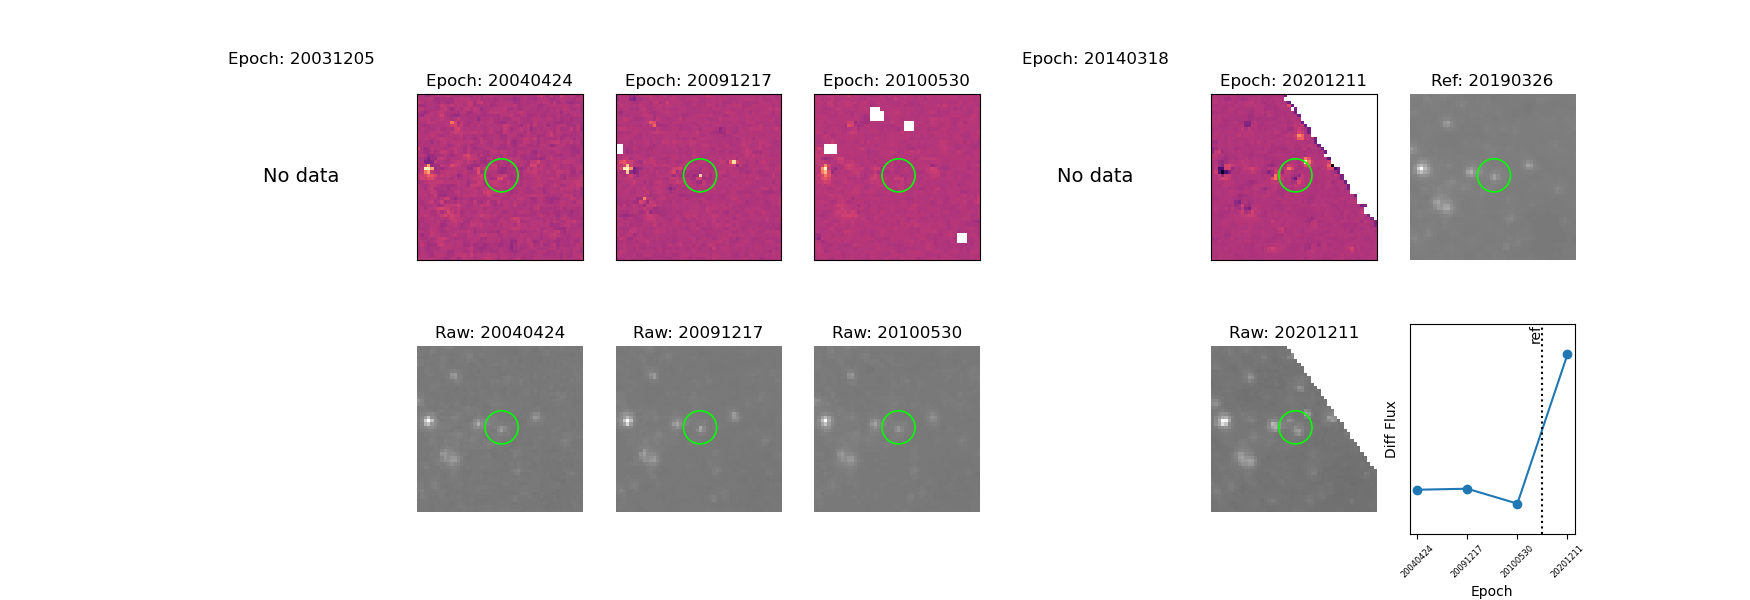 Epoch: 20031205
Epoch: 20040424
Epoch: 20091217
Epoch: 20100530
Epoch: 20140318
Epoch: 20201211
Ref: 20190326
No data
No data
Raw: 20040424
Raw: 20091217
Raw: 20100530
Raw: 20201211
ref
Diff Flux
20040424
20091217
20100530
20201211
Epoch